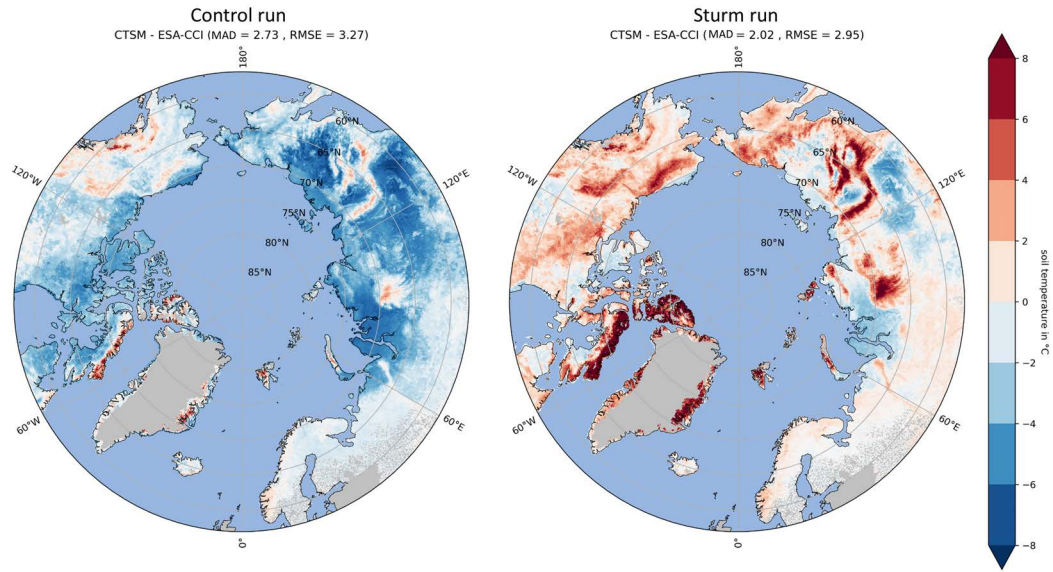 Control run
CTSM - ESA-CCI (MAD = 2.73 , RMSE = 3.27)
180°
60°N
65°N
70°N
75°N
80°N
85°N
120°W
120°E
60°W
60°E
0°
Sturm run
CTSM - ESA-CCI (MAD = 2.02 , RMSE = 2.95)
180°
60°N
65°N
70°N
75°N
80°N
85°N
120°W
120°E
60°W
60°E
0°
8
6
4
2
0
−2
−4
−6
−8
soil temperature in °C